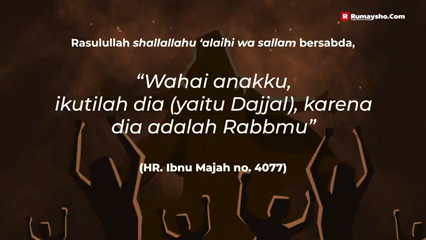 Rumaysho.Com
Rasulullah shallallahu ‘alaihi wa sallam bersabda,
“Wahai anakku,
ikutilah dia (yaitu Dajjal), karena
dia adalah Rabbmu”
(HR. Ibnu Majah no. 4077)